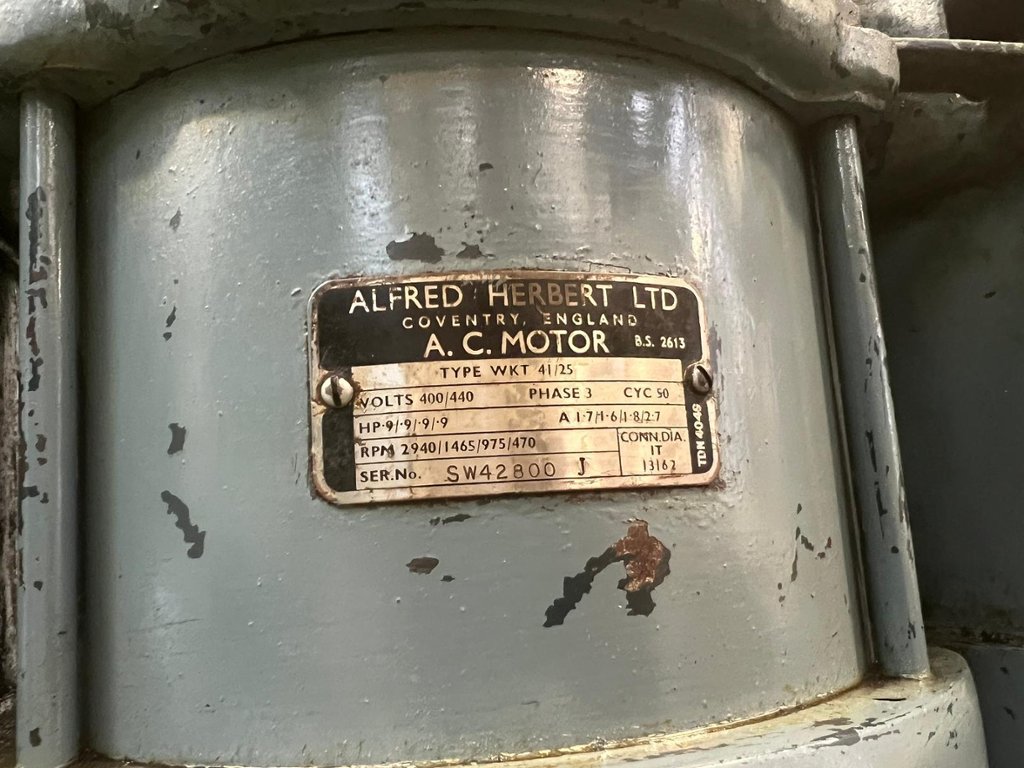 ALFRED HERBERT LTD
COVENTRY, ENGLAND
A. C. MOTOR B.S. 2613
TYPE WKT 41/25
VOLTS 400/440 PHASE 3 CYC 50
HP ·9/·9/·9/·9 A 1·7/1·6/1·8/2·7
RPM 2940/1465/975/470
CONN. DIA.
IT
13162
SER. No. SW42800 J
TDN 40-49